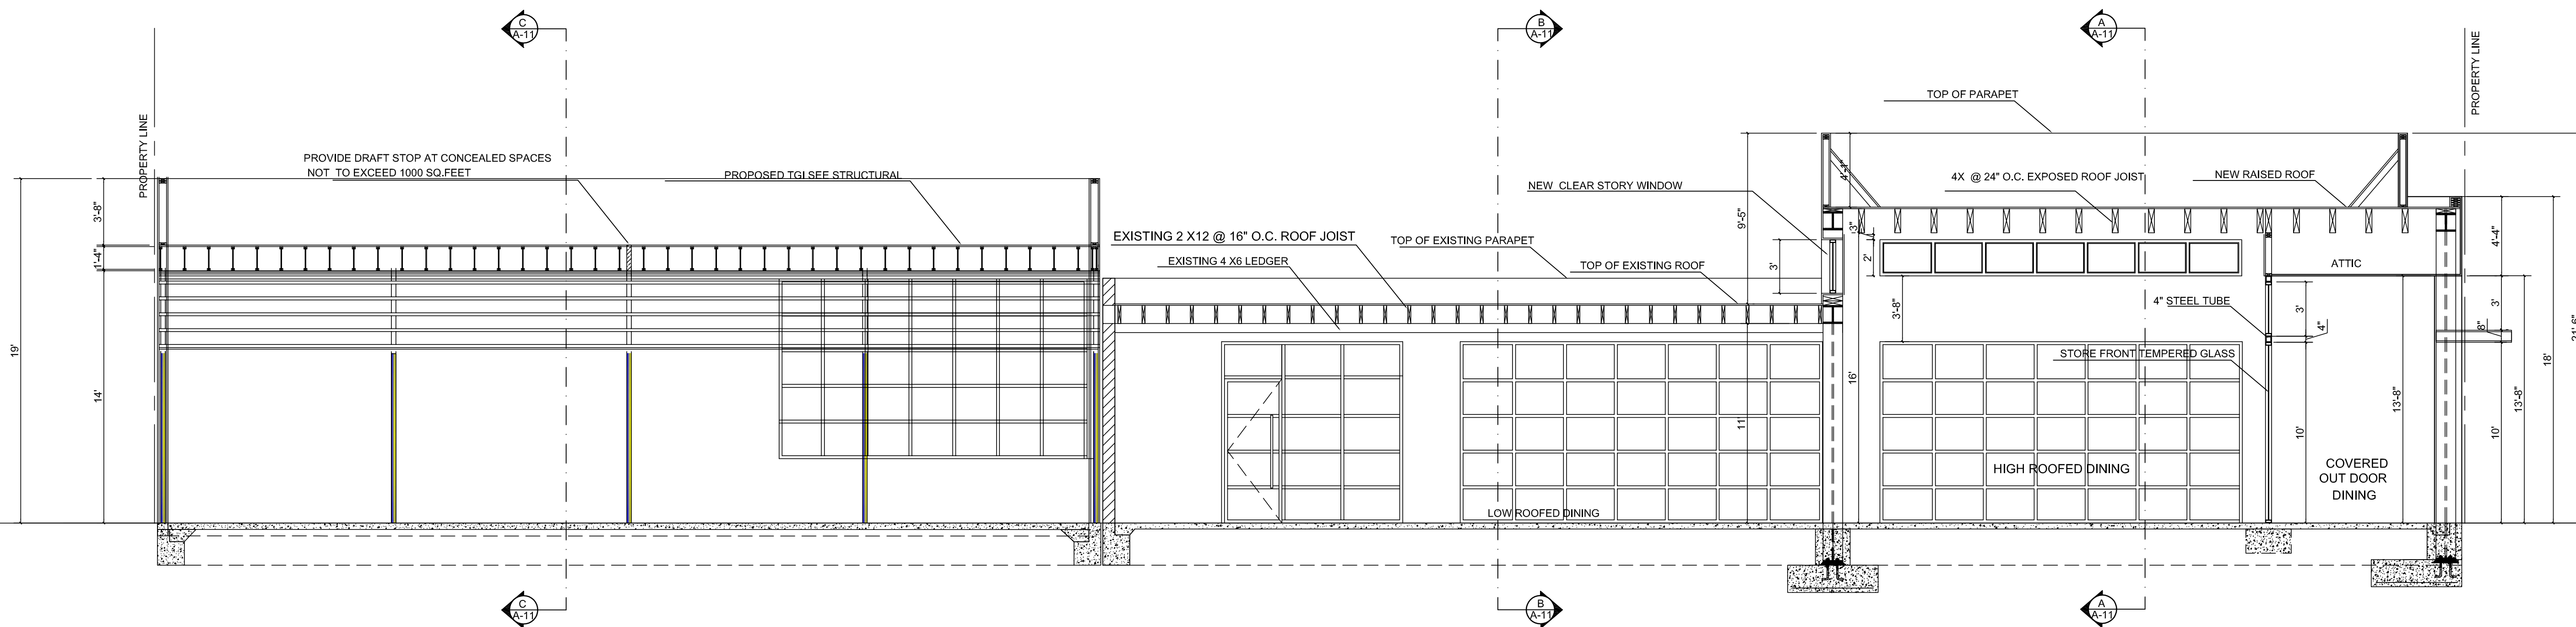 C
A-11
B
A-11
A
A-11
PROPERTY LINE
PROPERTY LINE
TOP OF PARAPET
PROVIDE DRAFT STOP AT CONCEALED SPACES
NOT TO EXCEED 1000 SQ.FEET
PROPOSED TGI SEE STRUCTURAL
NEW CLEAR STORY WINDOW
4X @ 24" O.C. EXPOSED ROOF JOIST
NEW RAISED ROOF
EXISTING 2 X12 @ 16" O.C. ROOF JOIST
TOP OF EXISTING PARAPET
EXISTING 4 X6 LEDGER
TOP OF EXISTING ROOF
ATTIC
4" STEEL TUBE
STORE FRONT TEMPERED GLASS
HIGH ROOFED DINING
COVERED
OUT DOOR
DINING
LOW ROOFED DINING
19'
3'-8"
1'-4"
14'
9'-5"
11'
4'-1"
3"
3'
2'
3'-8"
16'
3'
4"
10'
13'-8"
4'-4"
3'
8"
10'
13'-8"
18'
C
A-11
B
A-11
A
A-11